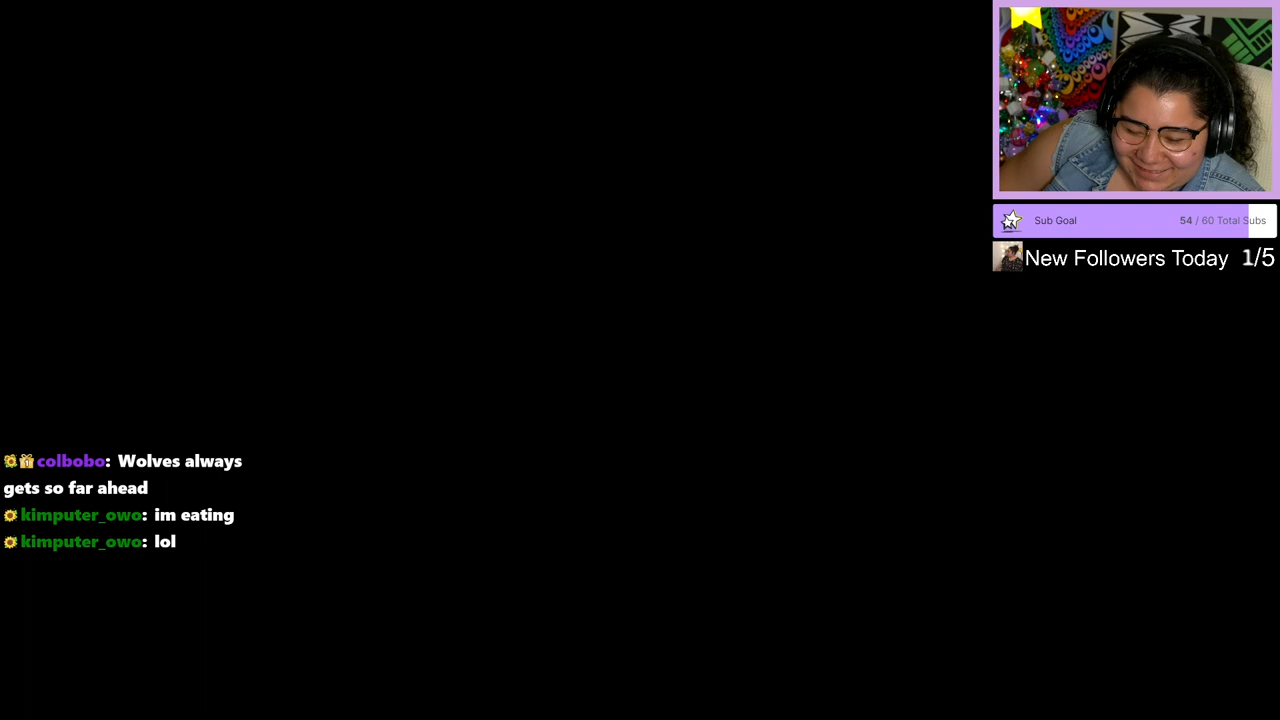 Sub Goal
54 / 60 Total Subs
New Followers Today 1/5
colbobo: Wolves always
gets so far ahead
kimputer_owo: im eating
kimputer_owo: lol